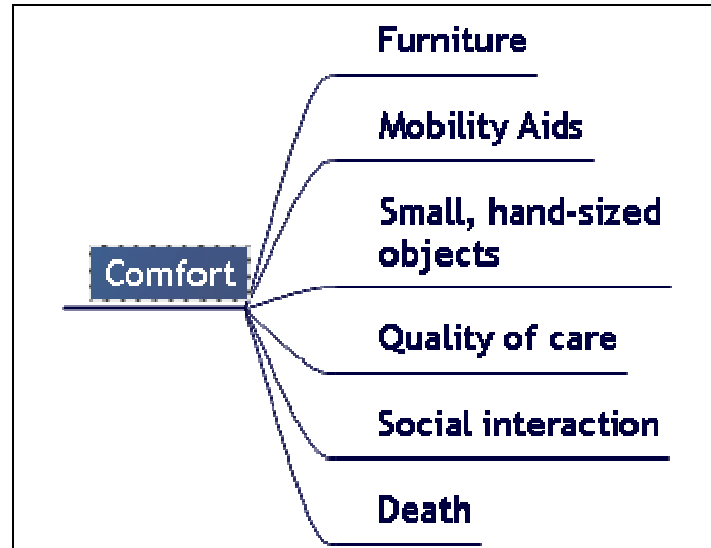 Furniture
Mobility Aids
Small, hand-sized
objects
Comfort
Quality of care
Social interaction
Death